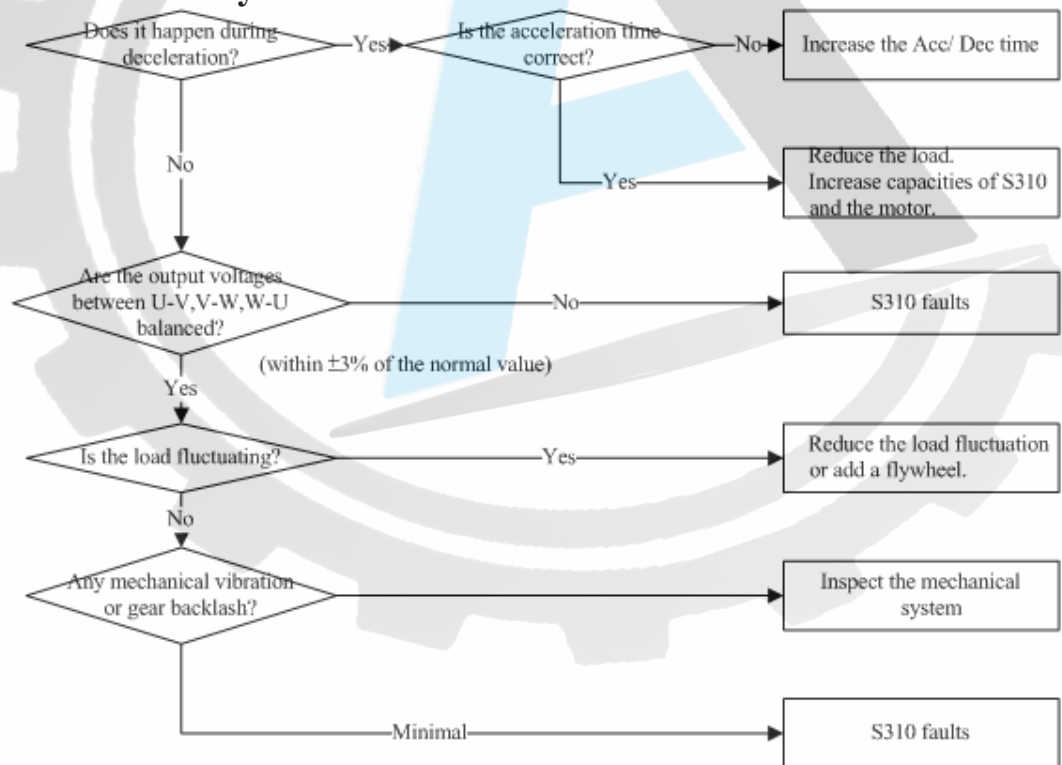 Does it happen during
deceleration?
Yes
Is the acceleration time
correct?
No
Increase the Acc/ Dec time
No
Yes
Reduce the load.
Increase capacities of S310
and the motor.
Are the output voltages
between U-V,V-W,W-U
balanced?
No
S310 faults
(within ±3% of the normal value)
Yes
Is the load fluctuating?
Yes
Reduce the load fluctuation
or add a flywheel.
No
Any mechanical vibration
or gear backlash?
Inspect the mechanical
system
Minimal
S310 faults